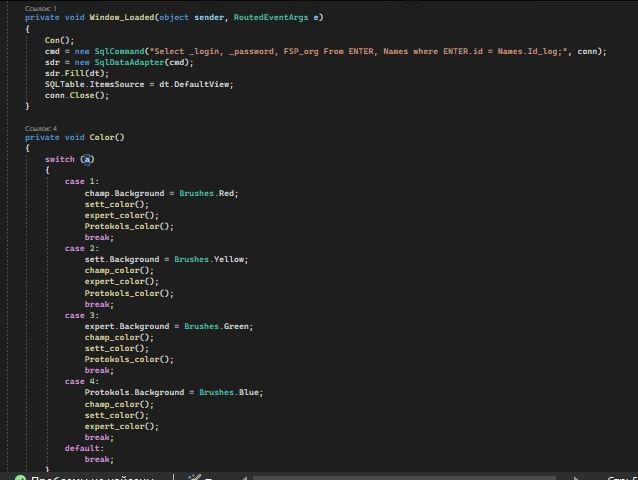 Ссылок: 1
private void Window_Loaded(object sender, RoutedEventArgs e)
{
Con();
cmd = new SqlCommand("Select _login, _password, FSP_org From ENTER, Names where ENTER.id = Names.Id_log;", conn);
sdr = new SqlDataAdapter(cmd);
sdr.Fill(dt);
SQLTable.ItemsSource = dt.DefaultView;
conn.Close();
}
Ссылок: 4
private void Color()
{
switch (a)
{
case 1:
champ.Background = Brushes.Red;
sett_color();
expert_color();
Protokols_color();
break;
case 2:
sett.Background = Brushes.Yellow;
champ_color();
expert_color();
Protokols_color();
break;
case 3:
expert.Background = Brushes.Green;
champ_color();
sett_color();
Protokols_color();
break;
case 4:
Protokols.Background = Brushes.Blue;
champ_color();
sett_color();
expert_color();
break;
default:
break;
}